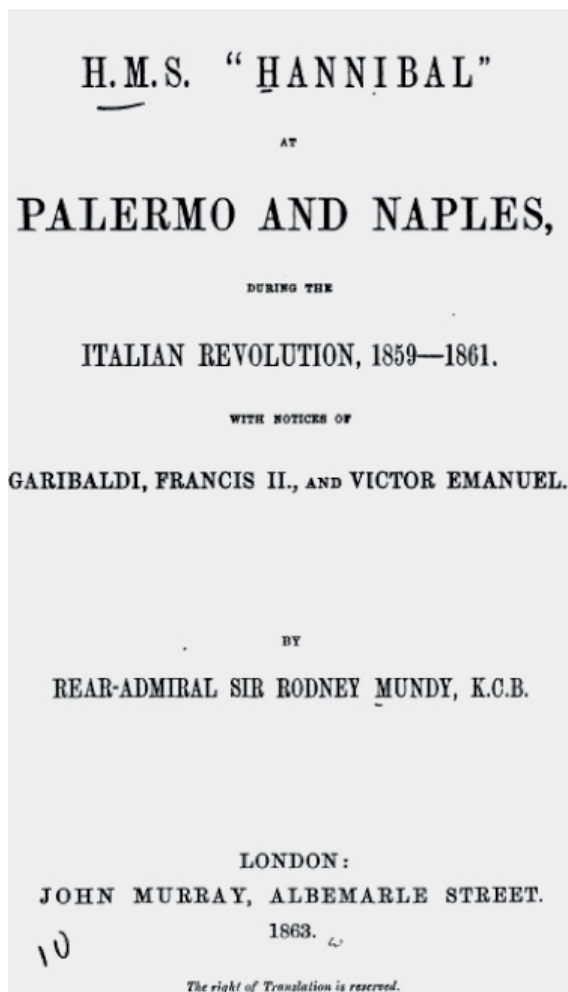 H.M.S. “HANNIBAL”
AT
PALERMO AND NAPLES,
DURING THE
ITALIAN REVOLUTION, 1859—1861.
WITH NOTICES OF
GARIBALDI, FRANCIS II., AND VICTOR EMANUEL.
BY
REAR-ADMIRAL SIR RODNEY MUNDY, K.C.B.
LONDON:
JOHN MURRAY, ALBEMARLE STREET.
1863.
10
The right of Translation is reserved.